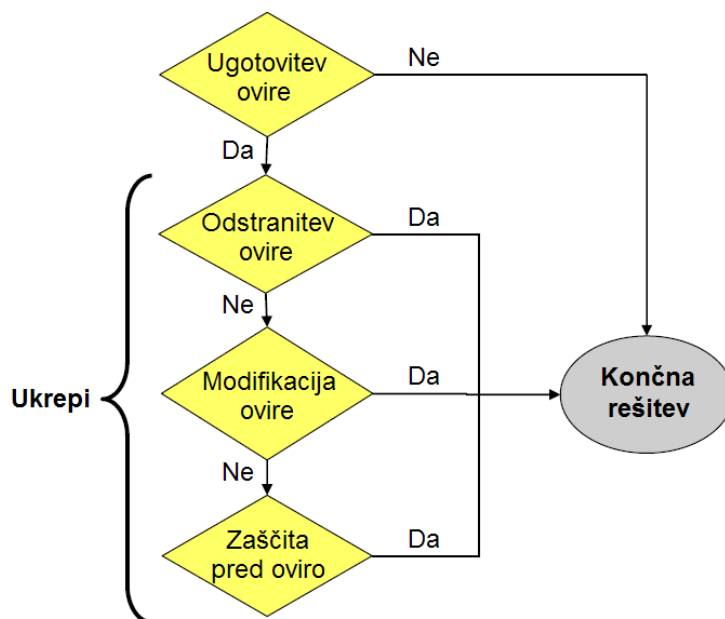 Ugotovitev
ovire
Ne
Da
Odstranitev
ovire
Da
Ne
Ukrepi
Modifikacija
ovire
Da
Končna
rešitev
Ne
Zaščita
pred oviro
Da